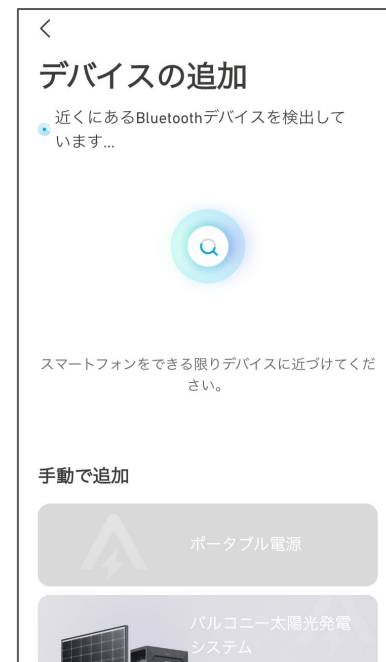 デバイスの追加
近くにあるBluetoothデバイスを検出して
います...
スマートフォンをできる限りデバイスに近づけてくだ
さい。
手動で追加
ポータブル電源
バルコニー太陽光発電
システム